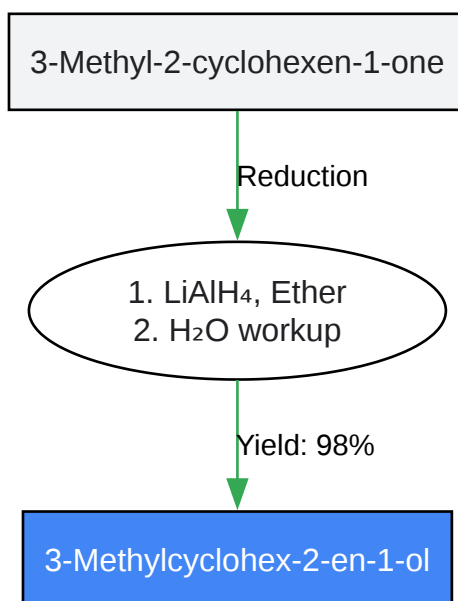 3-Methyl-2-cyclohexen-1-one
Reduction
1. LiAlH₄, Ether
2. H₂O workup
Yield: 98%
3-Methylcyclohex-2-en-1-ol